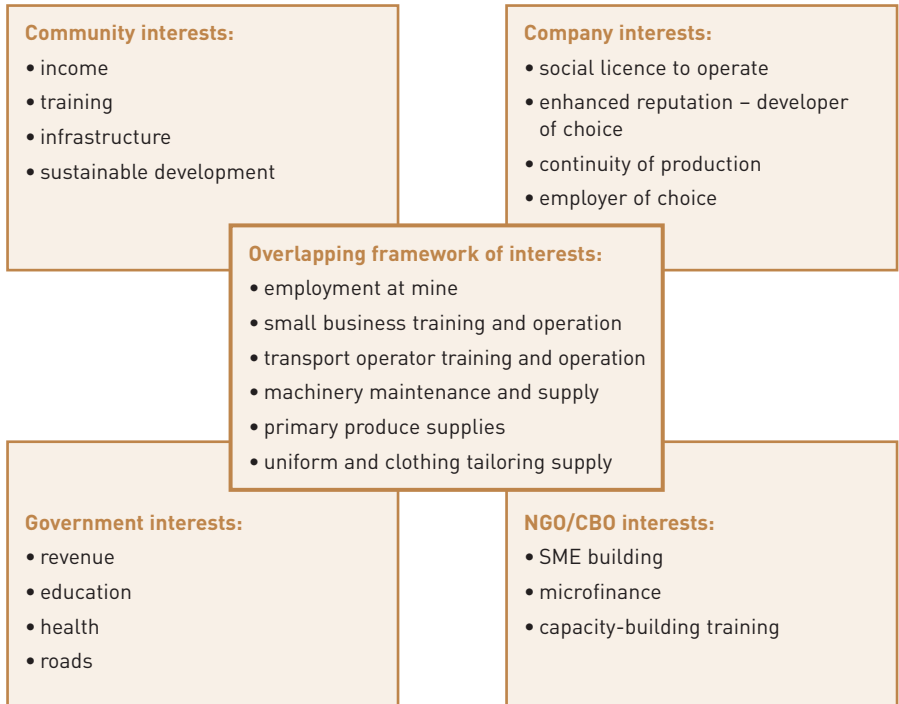 Community interests:
• income
• training
• infrastructure
• sustainable development
Company interests:
• social licence to operate
• enhanced reputation – developer
of choice
• continuity of production
• employer of choice
Overlapping framework of interests:
• employment at mine
• small business training and operation
• transport operator training and operation
• machinery maintenance and supply
• primary produce supplies
• uniform and clothing tailoring supply
Government interests:
• revenue
• education
• health
• roads
NGO/CBO interests:
• SME building
• microfinance
• capacity-building training